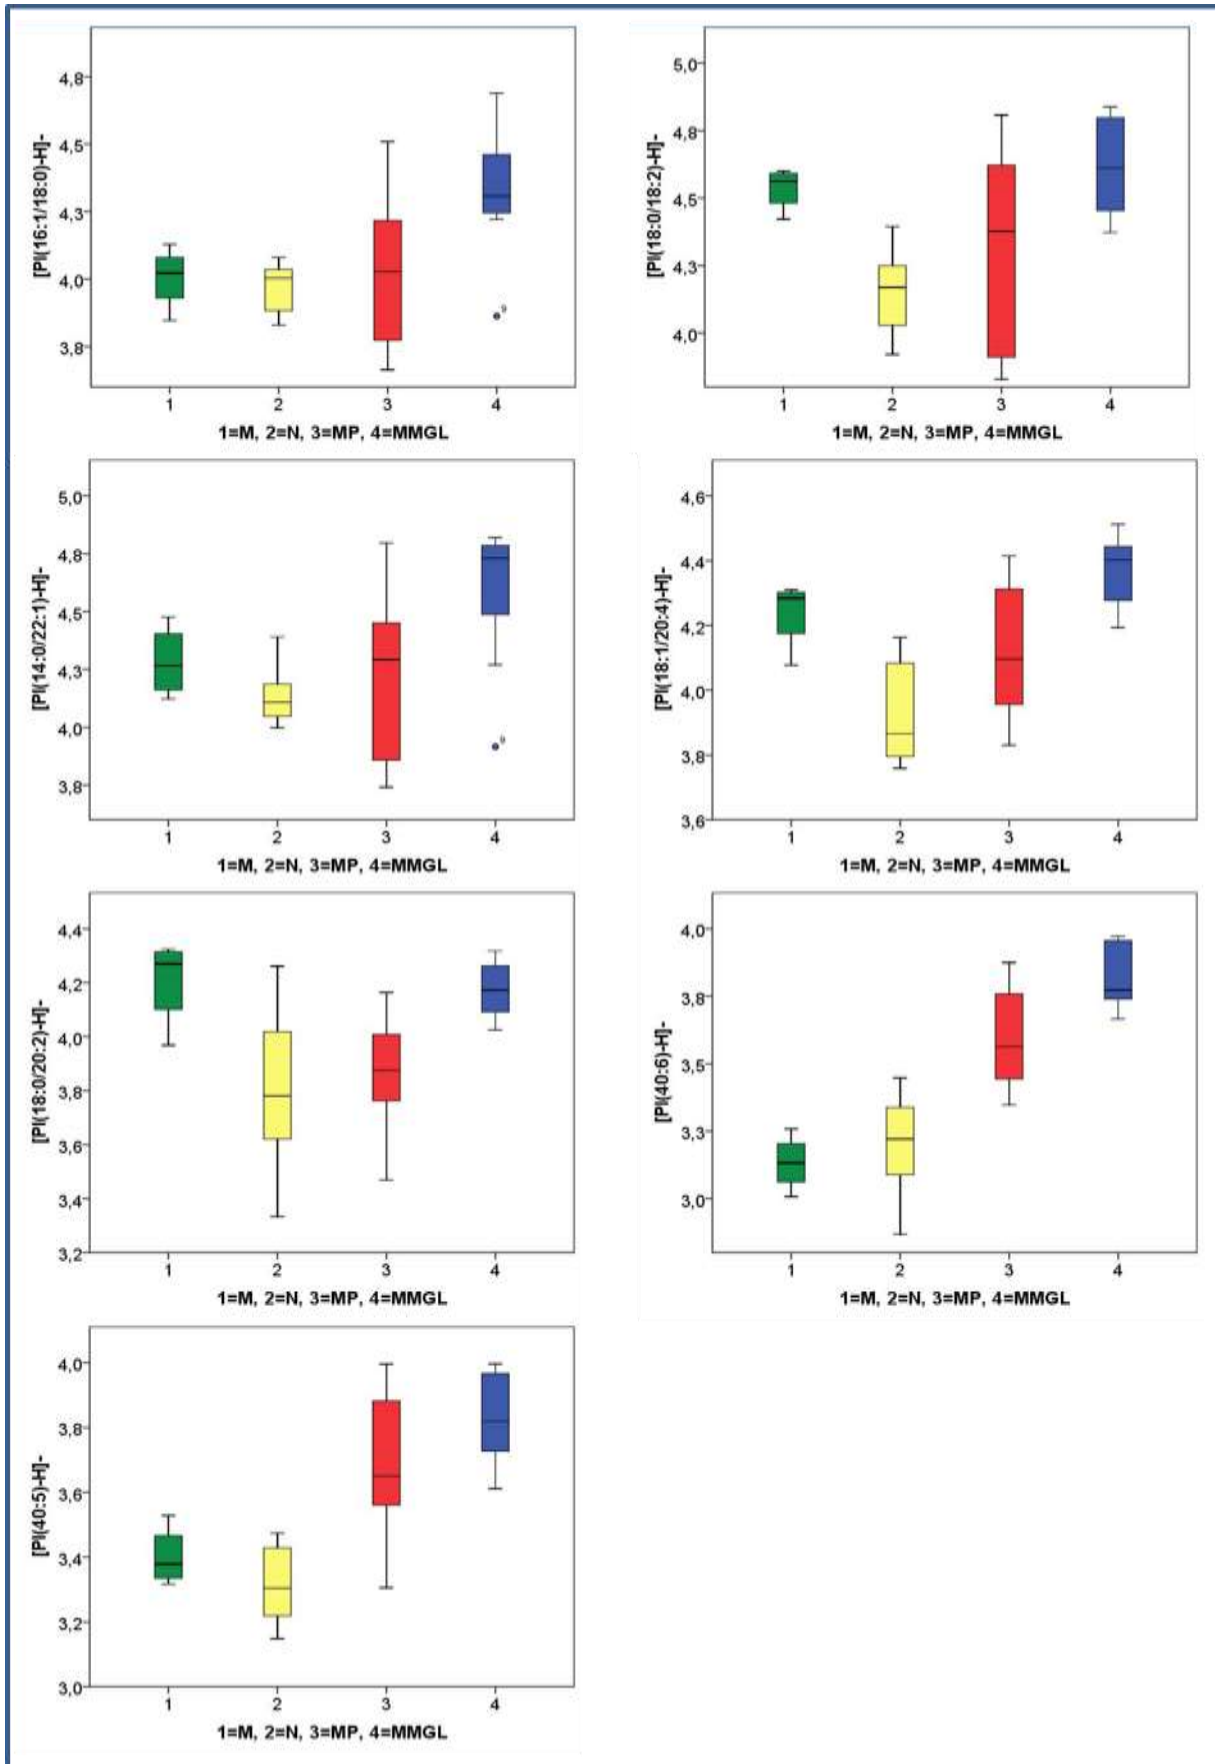 [PI(16:1/18:0)-H]-
4,8
4,5
4,3
4,0
3,8
9
1 2 3 4
1=M, 2=N, 3=MP, 4=MMGL
[PI(18:0/18:2)-H]-
5,0
4,8
4,5
4,3
4,0
1 2 3 4
1=M, 2=N, 3=MP, 4=MMGL
[PI(14:0/22:1)-H]-
5,0
4,8
4,5
4,3
4,0
3,8
9
1 2 3 4
1=M, 2=N, 3=MP, 4=MMGL
[PI(18:1/20:4)-H]-
4,6
4,4
4,2
4,0
3,8
3,6
1 2 3 4
1=M, 2=N, 3=MP, 4=MMGL
[PI(18:0/20:2)-H]-
4,4
4,2
4,0
3,8
3,6
3,4
3,2
1 2 3 4
1=M, 2=N, 3=MP, 4=MMGL
[PI(40:6)-H]-
4,0
3,8
3,5
3,3
3,0
1 2 3 4
1=M, 2=N, 3=MP, 4=MMGL
[PI(40:5)-H]-
4,0
3,8
3,6
3,4
3,2
3,0
1 2 3 4
1=M, 2=N, 3=MP, 4=MMGL